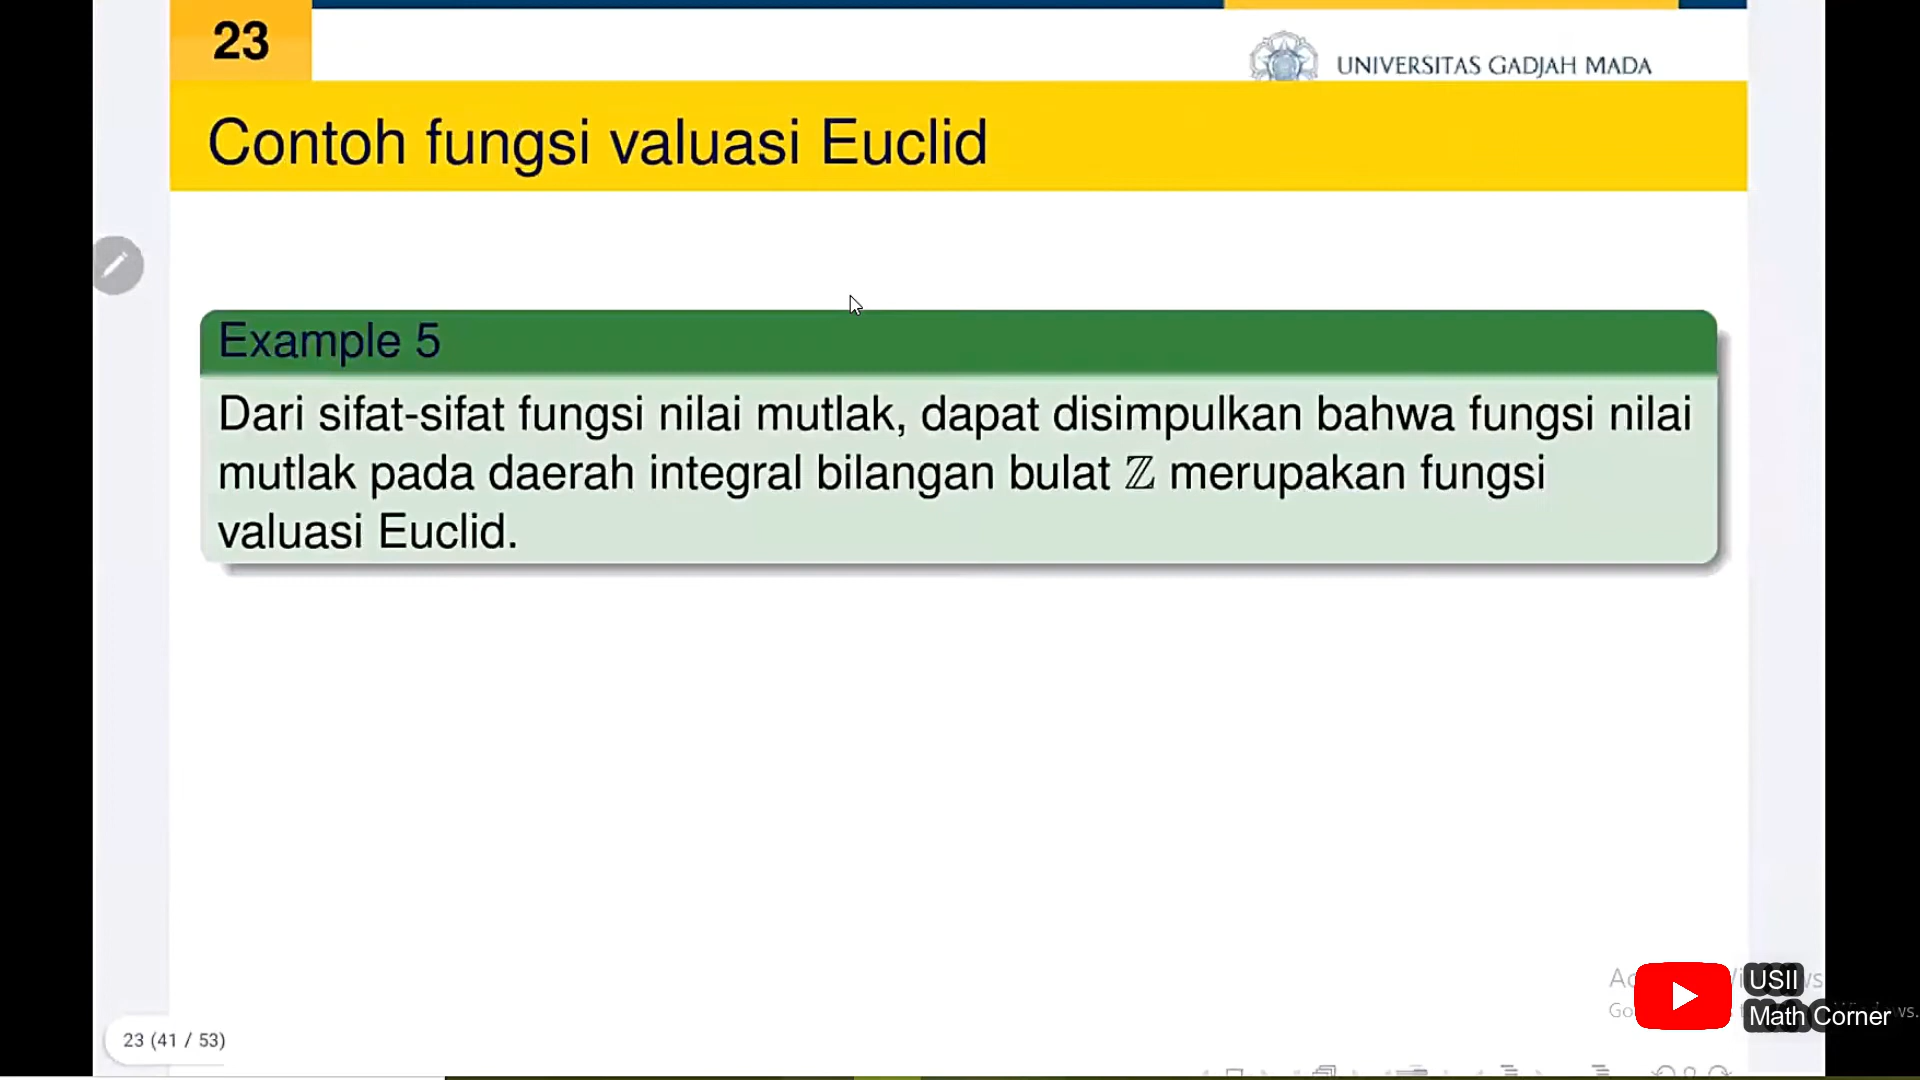 23
UNIVERSITAS GADJAH MADA
Contoh fungsi valuasi Euclid
Example 5
Dari sifat-sifat fungsi nilai mutlak, dapat disimpulkan bahwa fungsi nilai
mutlak pada daerah integral bilangan bulat ℤ merupakan fungsi
valuasi Euclid.
USII
Math Corner
23 (41 / 53)